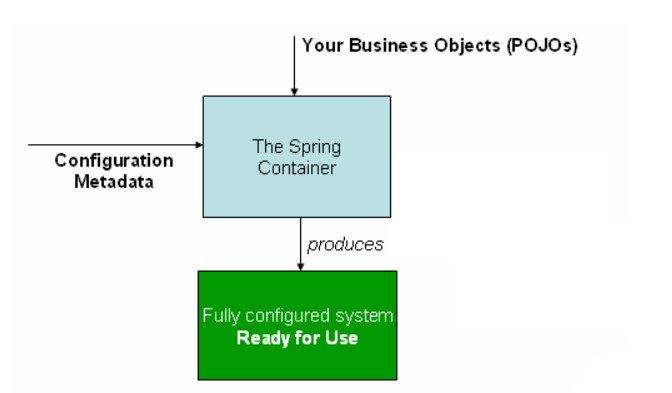 Your Business Objects (POJOs)
The Spring
Container
Configuration
Metadata
produces
Fully configured system
Ready for Use